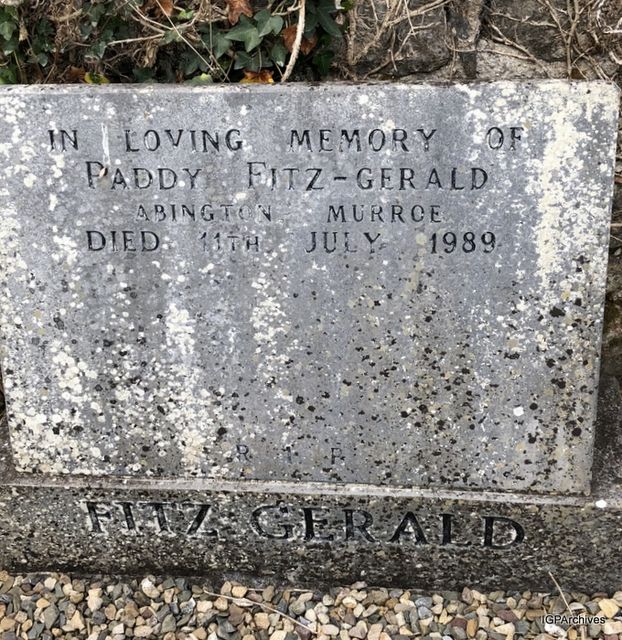 IN LOVING MEMORY OF
PADDY FITZ-GERALD
ABINGTON MURROE
DIED 11TH JULY 1989
R I P
FITZ GERALD
IGPArchives